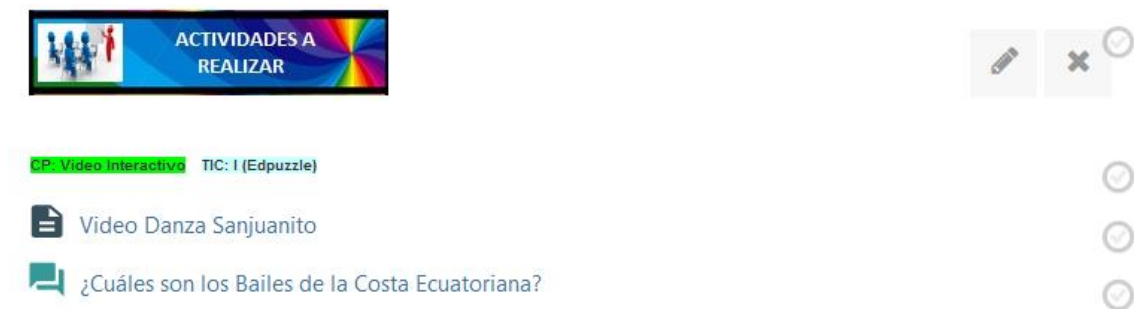 ACTIVIDADES A
REALIZAR
CP: Video Interactivo TIC: I (Edpuzzle)
Video Danza Sanjuanito
¿Cuáles son los Bailes de la Costa Ecuatoriana?